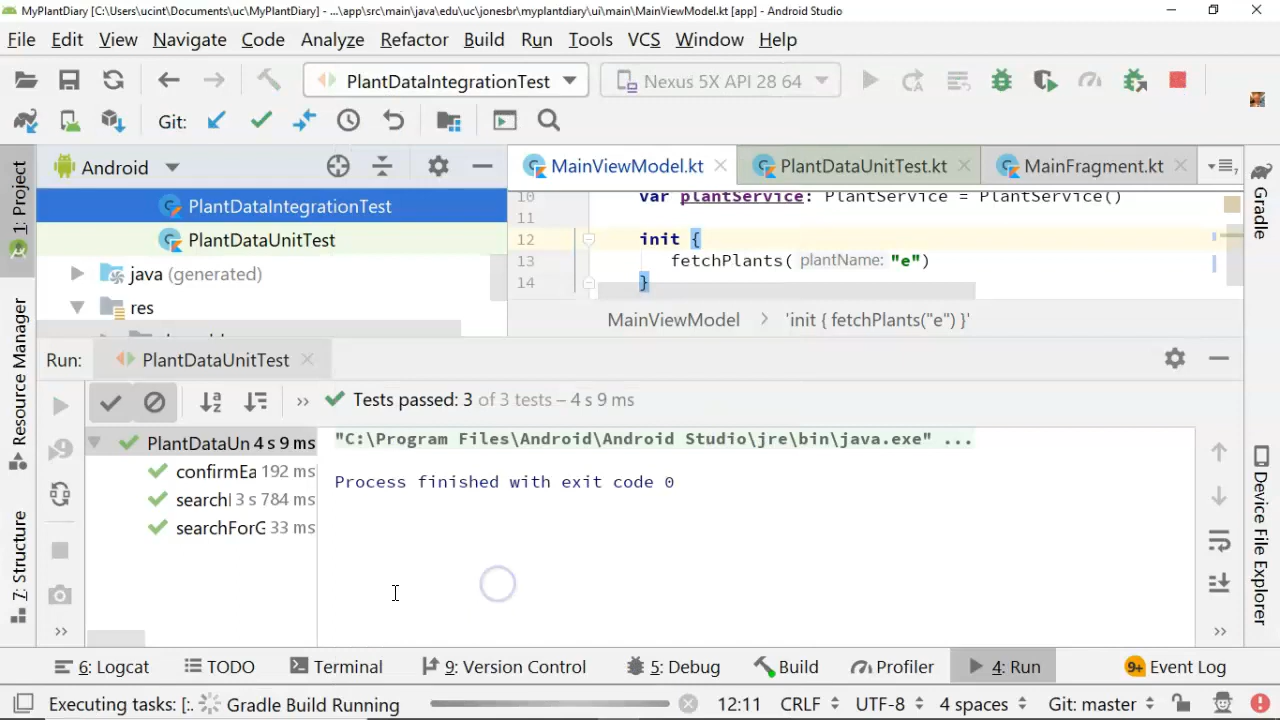 MyPlantDiary [C:\Users\ucint\Documents\uc\MyPlantDiary] - ...\app\src\main\java\edu\uc\jonesbr\myplantdiary\ui\main\MainViewModel.kt [app] - Android Studio
File Edit View Navigate Code Analyze Refactor Build Run Tools VCS Window Help
PlantDataIntegrationTest Nexus 5X API 28 64
Git:
Android MainViewModel.kt PlantDataUnitTest.kt MainFragment.kt
1: Project
Resource Manager
7: Structure
PlantDataIntegrationTest
PlantDataUnitTest
java (generated)
res
10 var plantService: PlantService = PlantService()
11
12 init {
13 fetchPlants( plantName: "e")
14 }
MainViewModel > 'init { fetchPlants("e") }'
Gradle
Device File Explorer
Run: PlantDataUnitTest
>> Tests passed: 3 of 3 tests – 4 s 9 ms
PlantDataUn 4 s 9 ms
confirmEa 192 ms
searchI 3 s 784 ms
searchForG 33 ms
"C:\Program Files\Android\Android Studio\jre\bin\java.exe" ...
Process finished with exit code 0
6: Logcat TODO Terminal 9: Version Control 5: Debug Build Profiler 4: Run 9+ Event Log
Executing tasks: [:. Gradle Build Running 12:11 CRLF UTF-8 4 spaces Git: master